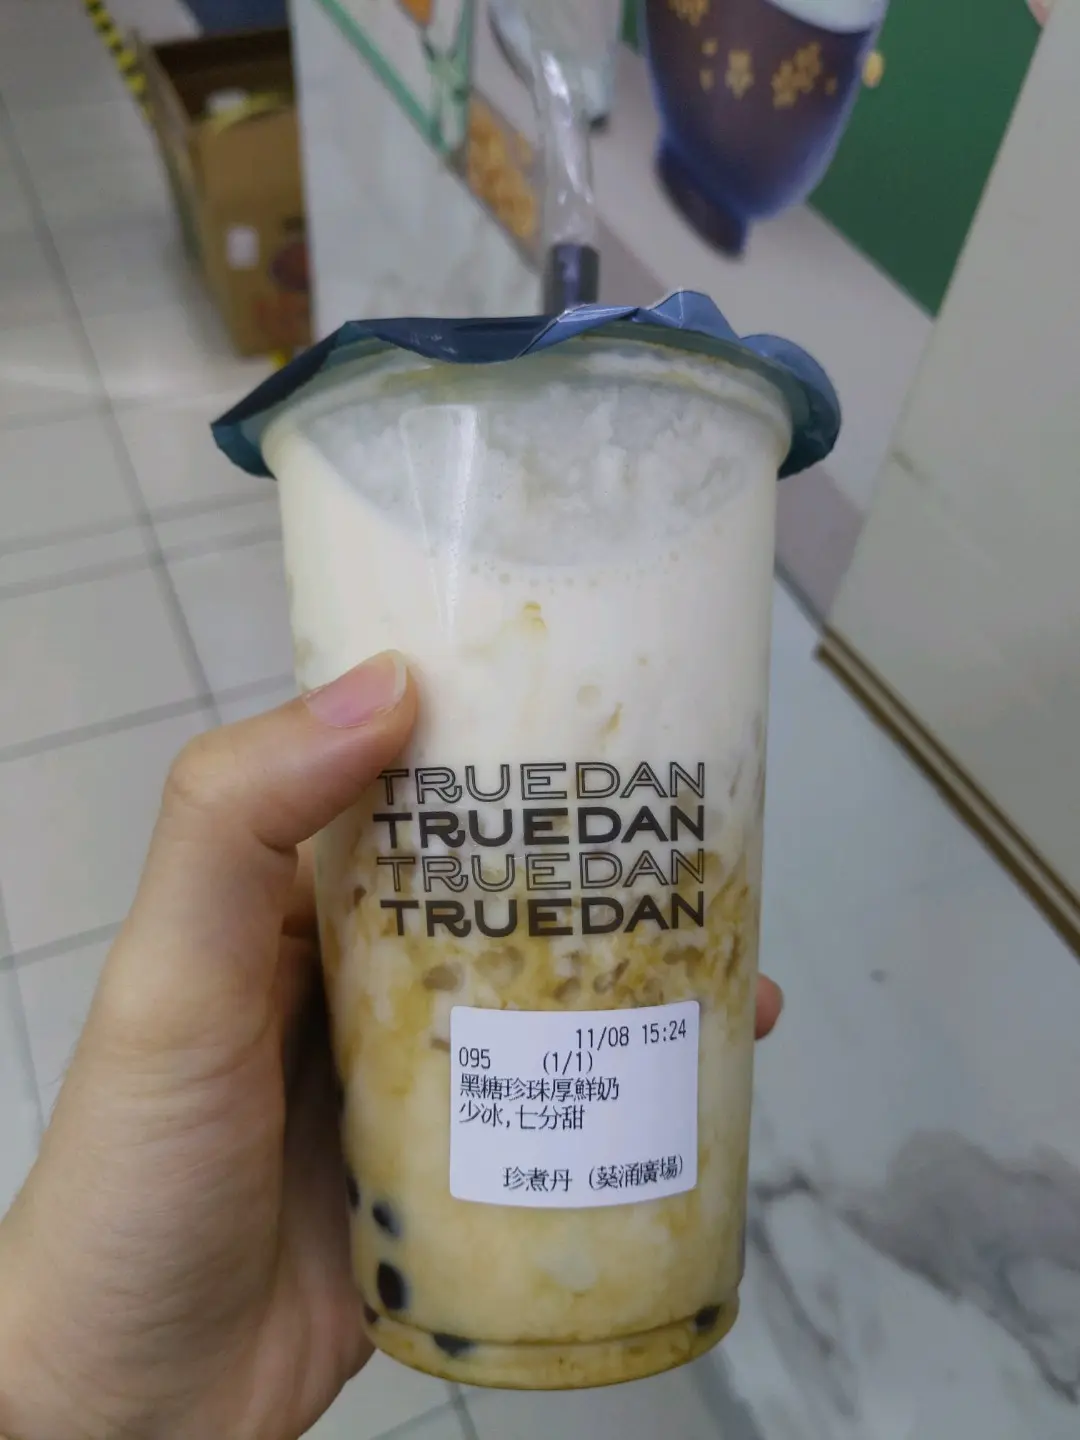 TRUEDAN
TRUEDAN
TRUEDAN
TRUEDAN
11/08 15:24
095 (1/1)
黑糖珍珠厚鮮奶
少冰,七分甜
珍煮丹 (葵涌廣場)